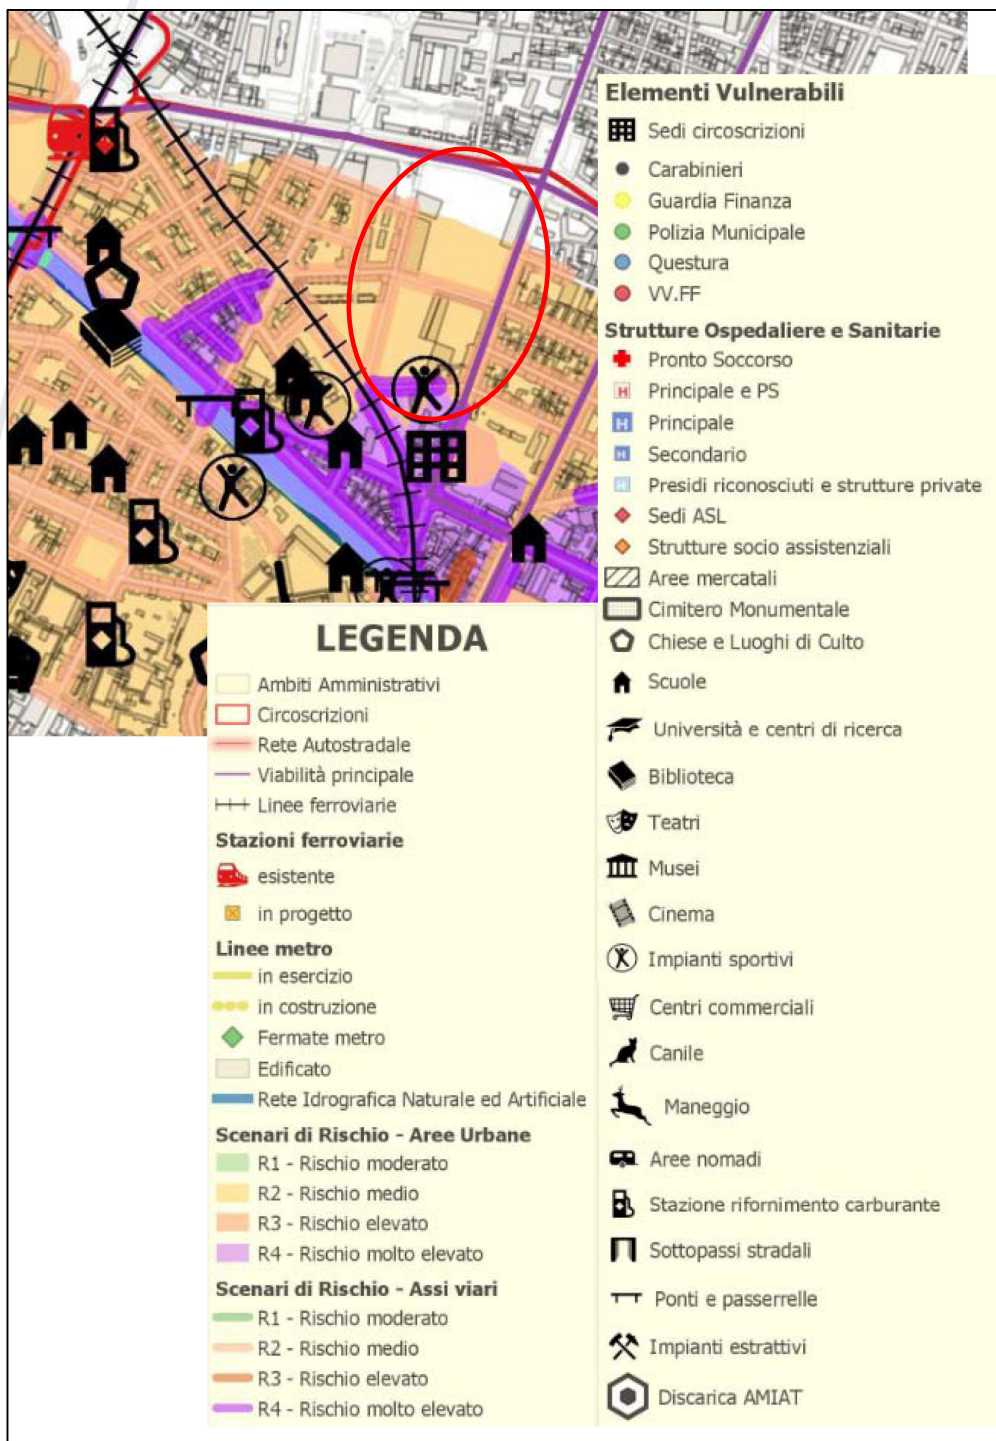 LEGENDA
Ambiti Amministrativi
Circoscrizioni
Rete Autostradale
Viabilità principale
Linee ferroviarie
Stazioni ferroviarie
esistente
in progetto
Linee metro
in esercizio
in costruzione
Fermate metro
Edificato
Rete Idrografica Naturale ed Artificiale
Scenari di Rischio - Aree Urbane
R1 - Rischio moderato
R2 - Rischio medio
R3 - Rischio elevato
R4 - Rischio molto elevato
Scenari di Rischio - Assi viari
R1 - Rischio moderato
R2 - Rischio medio
R3 - Rischio elevato
R4 - Rischio molto elevato
Elementi Vulnerabili
Sedi circoscrizioni
Carabinieri
Guardia Finanza
Polizia Municipale
Questura
VV.FF
Strutture Ospedaliere e Sanitarie
Pronto Soccorso
H Principale e PS
H Principale
H Secondario
H Presidi riconosciuti e strutture private
Sedi ASL
Strutture socio assistenziali
Aree mercatali
Cimitero Monumentale
Chiese e Luoghi di Culto
Scuole
Università e centri di ricerca
Biblioteca
Teatri
Musei
Cinema
Impianti sportivi
Centri commerciali
Canile
Maneggio
Aree nomadi
Stazione rifornimento carburante
Sottopassi stradali
Ponti e passerrelle
Impianti estrattivi
Discarica AMIAT